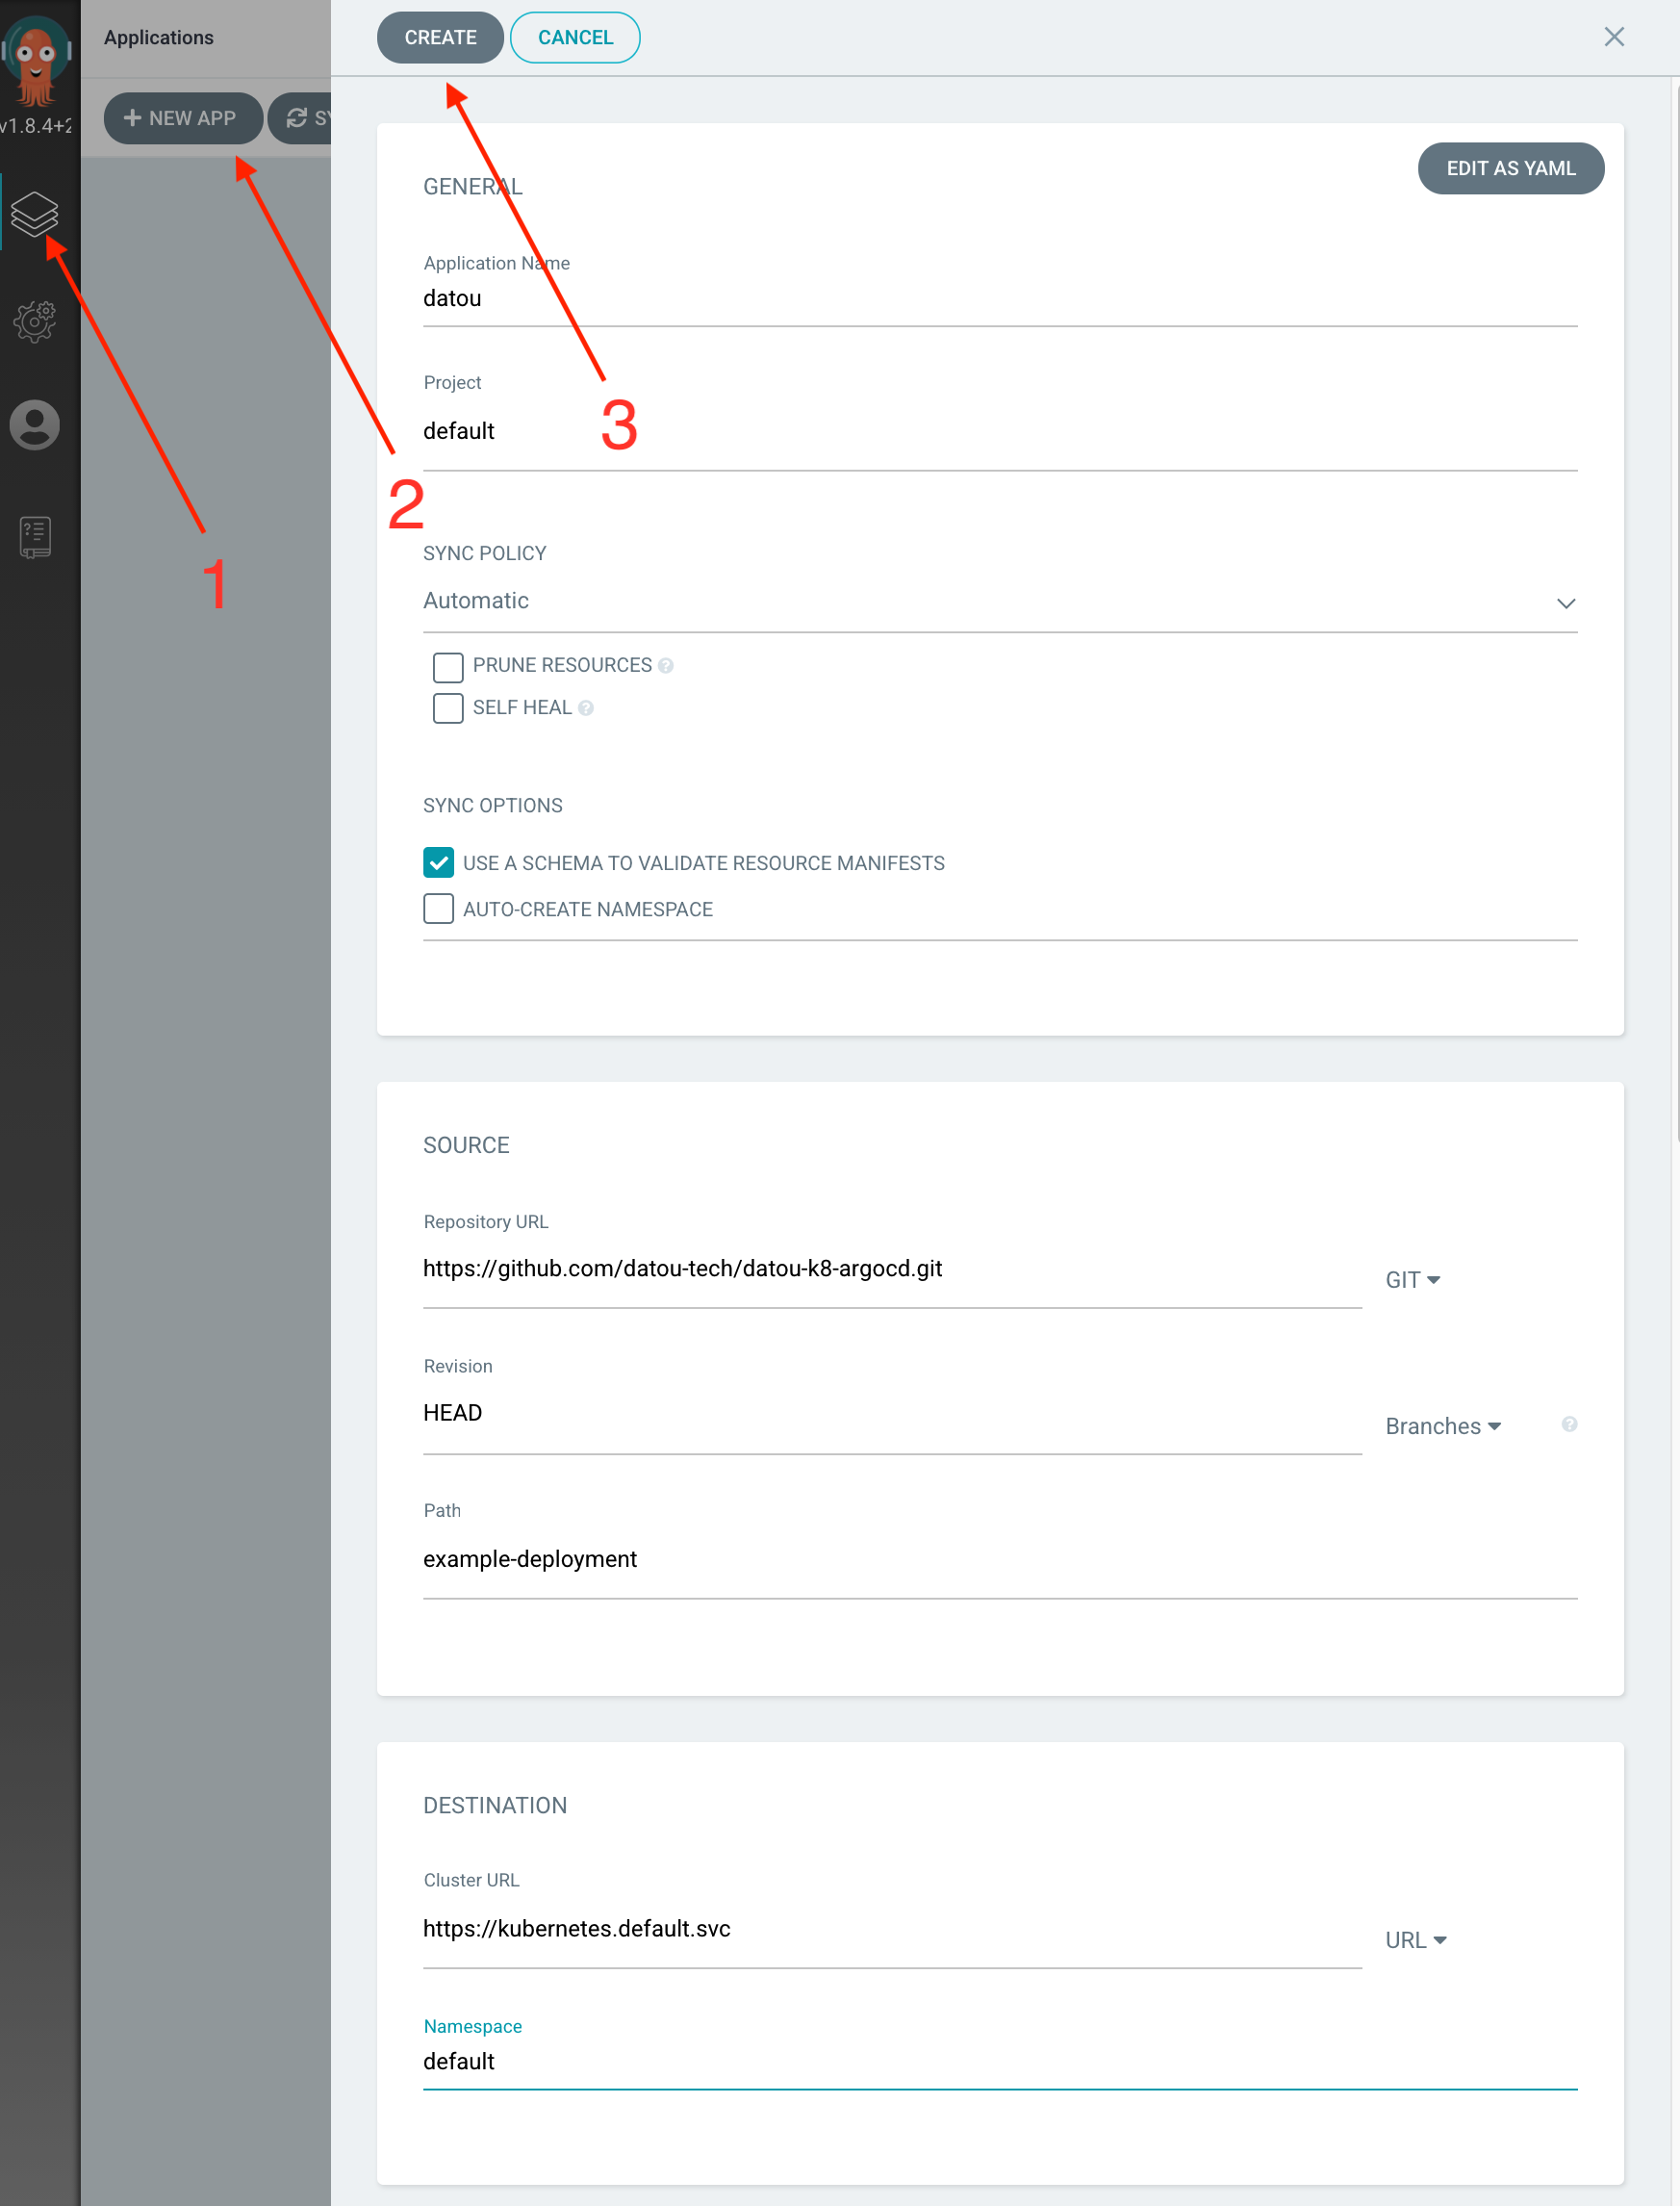 Applications
CREATE
CANCEL
v1.8.4+2
NEW APP
SY
GENERAL
EDIT AS YAML
Application Name
datou
Project
default
1
2
3
SYNC POLICY
Automatic
PRUNE RESOURCES ?
SELF HEAL ?
SYNC OPTIONS
USE A SCHEMA TO VALIDATE RESOURCE MANIFESTS
AUTO-CREATE NAMESPACE
SOURCE
Repository URL
https://github.com/datou-tech/datou-k8-argocd.git
GIT
Revision
HEAD
Branches ?
Path
example-deployment
DESTINATION
Cluster URL
https://kubernetes.default.svc
URL
Namespace
default